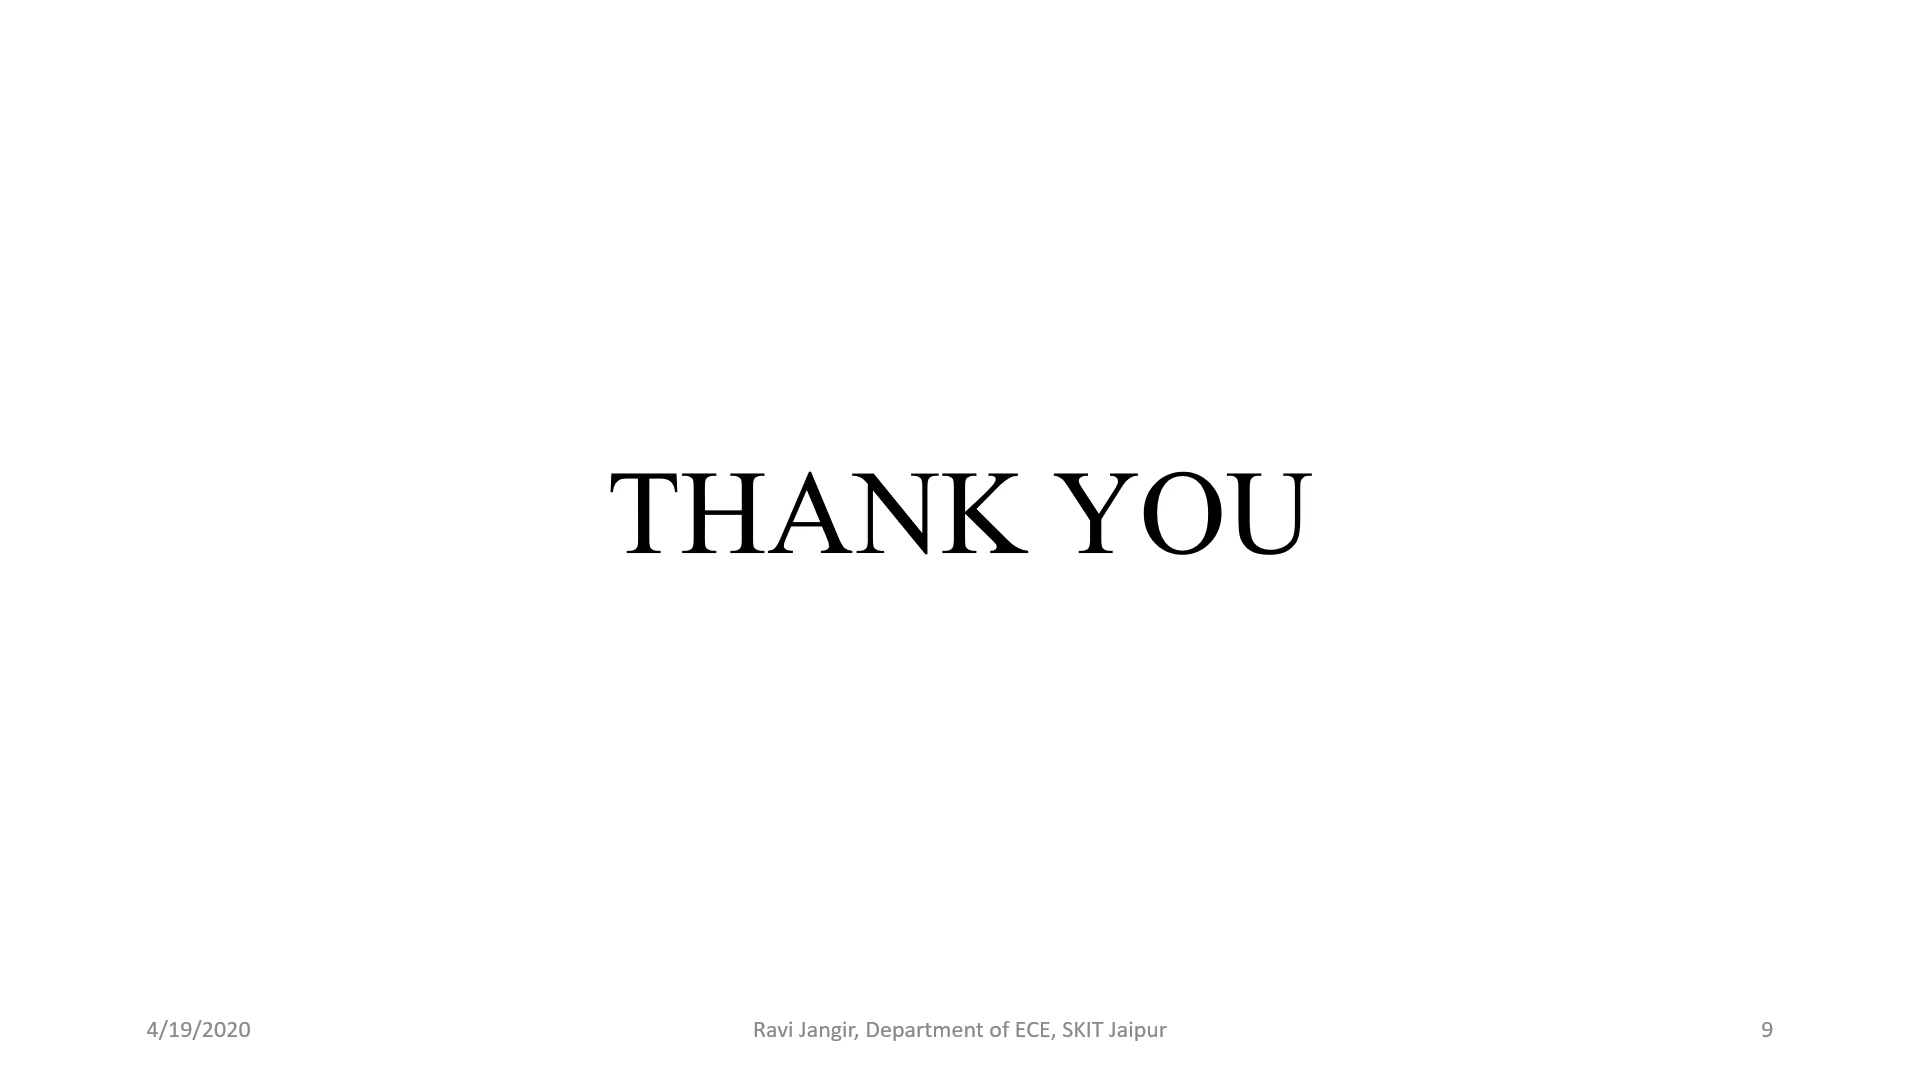 THANK YOU
4/19/2020
Ravi Jangir, Department of ECE, SKIT Jaipur
9